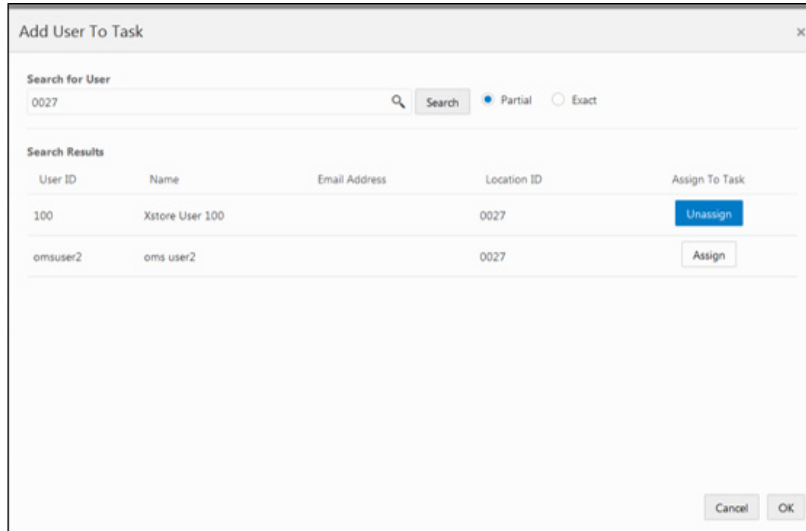 Add User To Task ×
Search for User
0027 Search Partial Exact
Search Results
User ID Name Email Address Location ID Assign To Task
100 Xstore User 100 0027 Unassign
omsuser2 oms user2 0027 Assign
Cancel OK